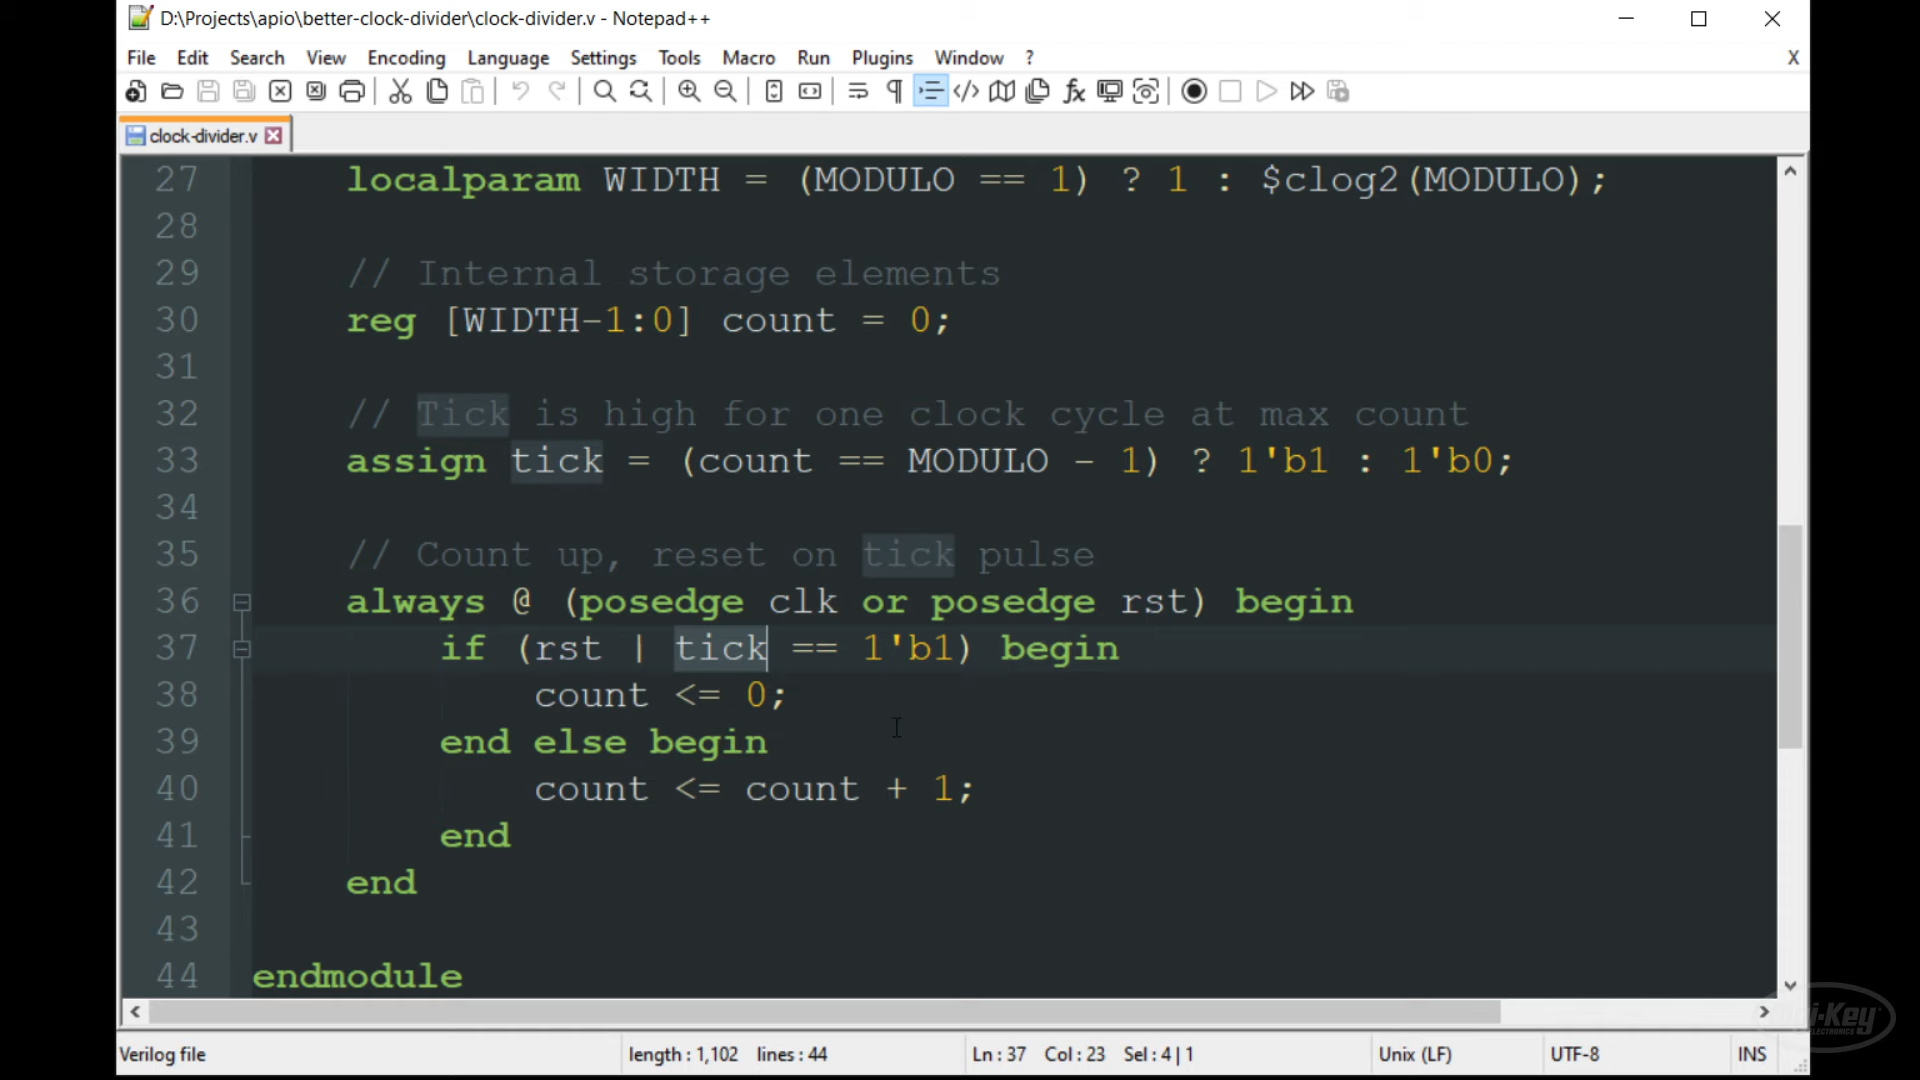 D:\Projects\apio\better-clock-divider\clock-divider.v - Notepad++
File Edit Search View Encoding Language Settings Tools Macro Run Plugins Window ? X
clock-divider.v
27 localparam WIDTH = (MODULO == 1) ? 1 : $clog2(MODULO);
28
29 // Internal storage elements
30 reg [WIDTH-1:0] count = 0;
31
32 // Tick is high for one clock cycle at max count
33 assign tick = (count == MODULO - 1) ? 1'b1 : 1'b0;
34
35 // Count up, reset on tick pulse
36 always @ (posedge clk or posedge rst) begin
37 if (rst | tick == 1'b1) begin
38 count <= 0;
39 end else begin
40 count <= count + 1;
41 end
42 end
43
44 endmodule
Verilog file length : 1,102 lines : 44 Ln : 37 Col : 23 Sel : 4 | 1 Unix (LF) UTF-8 INS